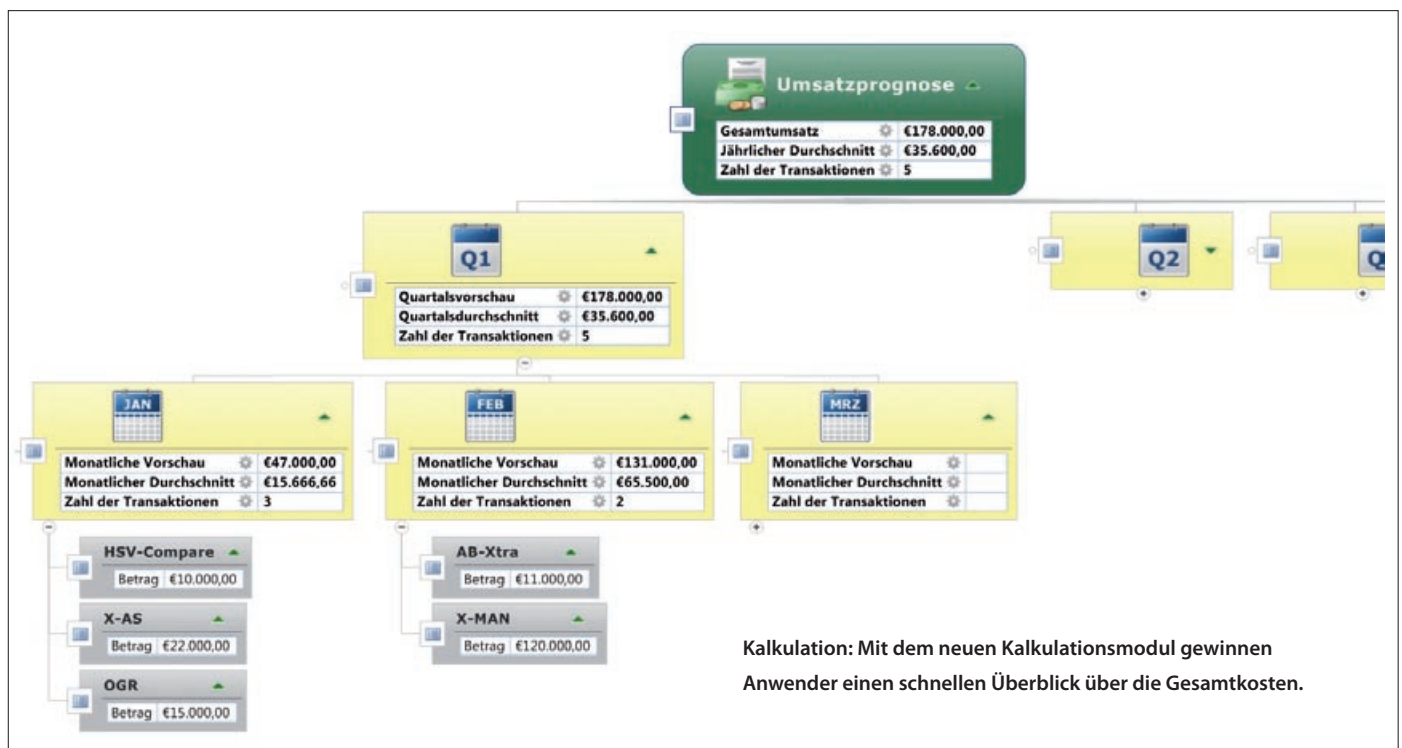 Umsatzprognose
Gesamtumsatz €178.000,00
Jährlicher Durchschnitt €35.600,00
Zahl der Transaktionen 5
Q1
Quartalsvorschau €178.000,00
Quartalsdurchschnitt €35.600,00
Zahl der Transaktionen 5
Q2
Q
JAN
Monatliche Vorschau €47.000,00
Monatlicher Durchschnitt €15.666,66
Zahl der Transaktionen 3
HSV-Compare
Betrag €10.000,00
X-AS
Betrag €22.000,00
OGR
Betrag €15.000,00
FEB
Monatliche Vorschau €131.000,00
Monatlicher Durchschnitt €65.500,00
Zahl der Transaktionen 2
AB-Xtra
Betrag €11.000,00
X-MAN
Betrag €120.000,00
MRZ
Monatliche Vorschau
Monatlicher Durchschnitt
Zahl der Transaktionen
Kalkulation: Mit dem neuen Kalkulationsmodul gewinnen
Anwender einen schnellen Überblick über die Gesamtkosten.